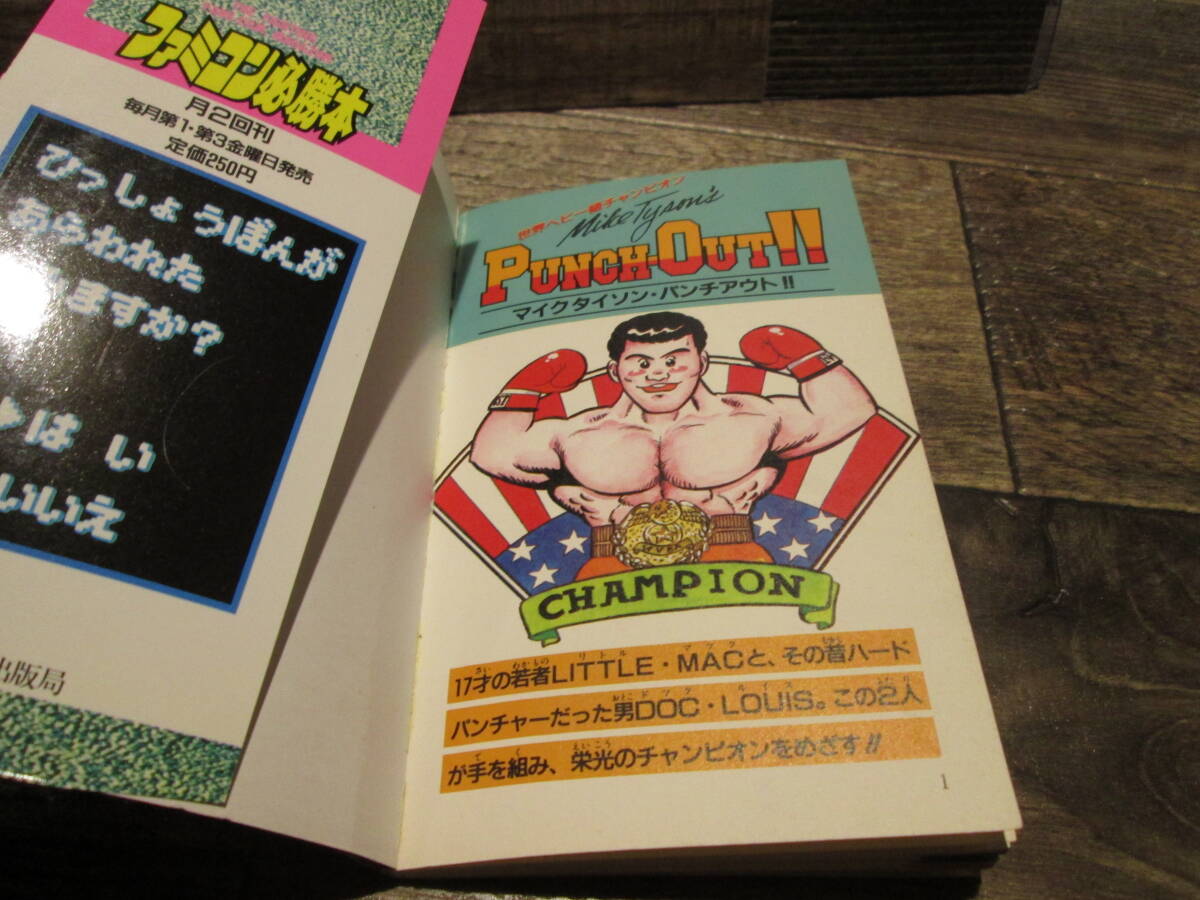 ファミコン必勝本
月2回刊
毎月第1・第3金曜日発売
定価250円
ひっしょうぼんが
あらわれた
しますか?
▶はい
いいえ
出版局
世界ヘビー級チャンピオン
Mike Tyson's
PUNCH-OUT!!
マイクタイソン・パンチアウト!!
CHAMPION
17才の若者LITTLE・MACと、その昔ハード
パンチャーだった男DOC・LOUIS。この2人
が手を組み、栄光のチャンピオンをめざす!!
1